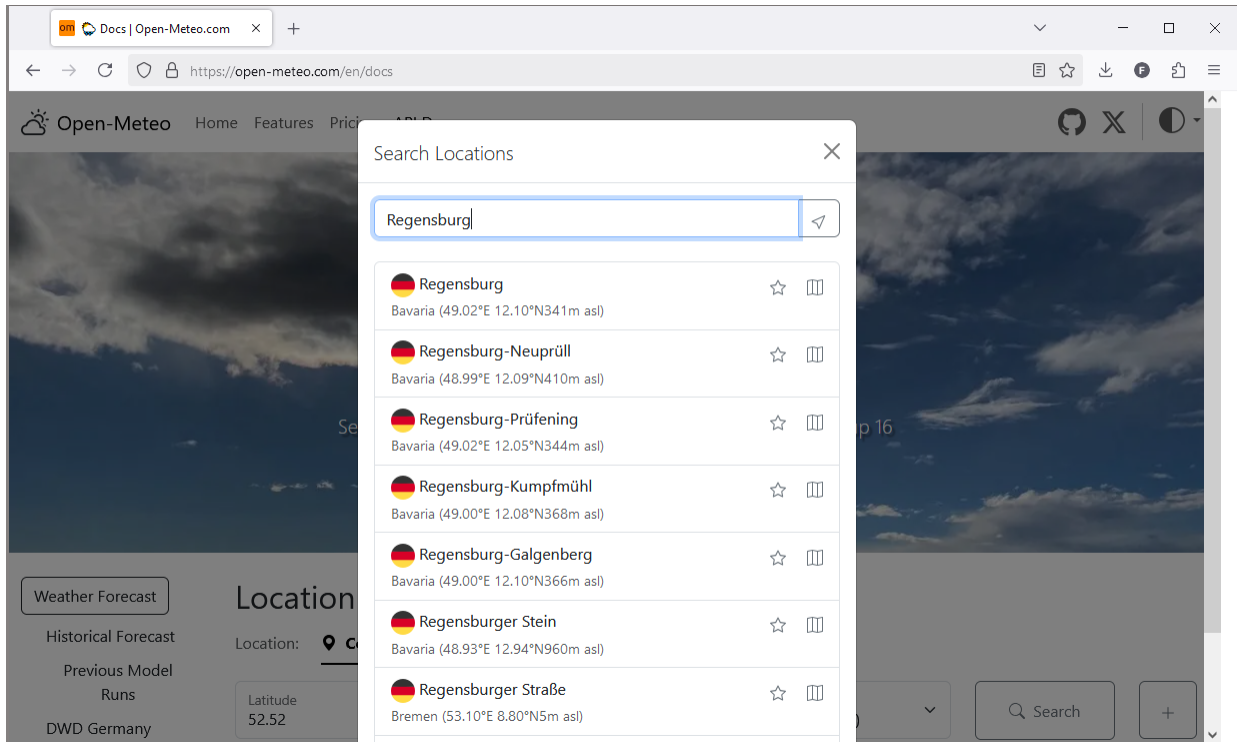 om Docs | Open-Meteo.com
https://open-meteo.com/en/docs
Open-Meteo Home Features
Search Locations
Regensburg
Regensburg
Bavaria (49.02°E 12.10°N341m asl)
Regensburg-Neuprüll
Bavaria (48.99°E 12.09°N410m asl)
Regensburg-Prüfening
Bavaria (49.02°E 12.05°N344m asl)
Regensburg-Kumpfmühl
Bavaria (49.00°E 12.08°N368m asl)
Regensburg-Galgenberg
Bavaria (49.00°E 12.10°N366m asl)
Regensburger Stein
Bavaria (48.93°E 12.94°N960m asl)
Regensburger Straße
Bremen (53.10°E 8.80°N5m asl)
16
Weather Forecast
Historical Forecast
Previous Model
Runs
DWD Germany
Location
Location:
Latitude
52.52
Search